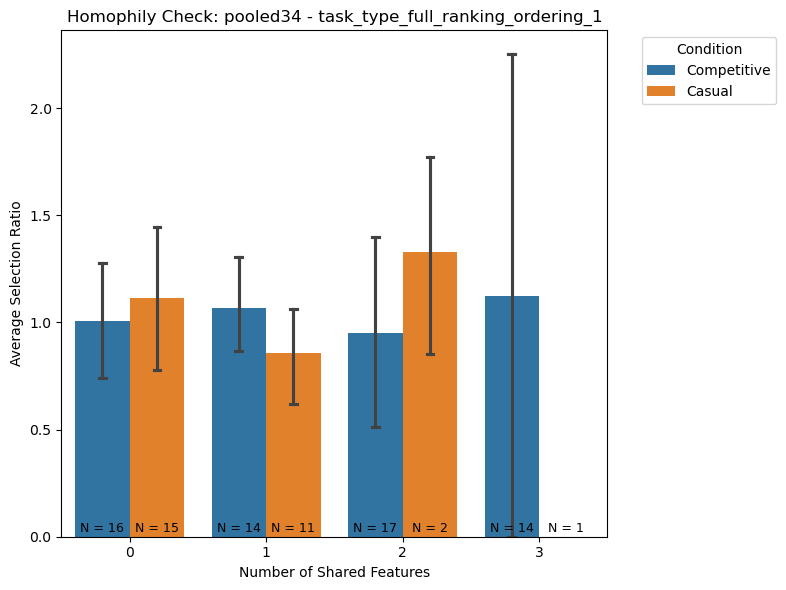 Homophily Check: pooled34 - task_type_full_ranking_ordering_1
Condition
Competitive
Casual
Average Selection Ratio
2.0
1.5
1.0
0.5
0.0
N = 16 N = 15 N = 14 N = 11 N = 17 N = 2 N = 14 N = 1
0 1 2 3
Number of Shared Features